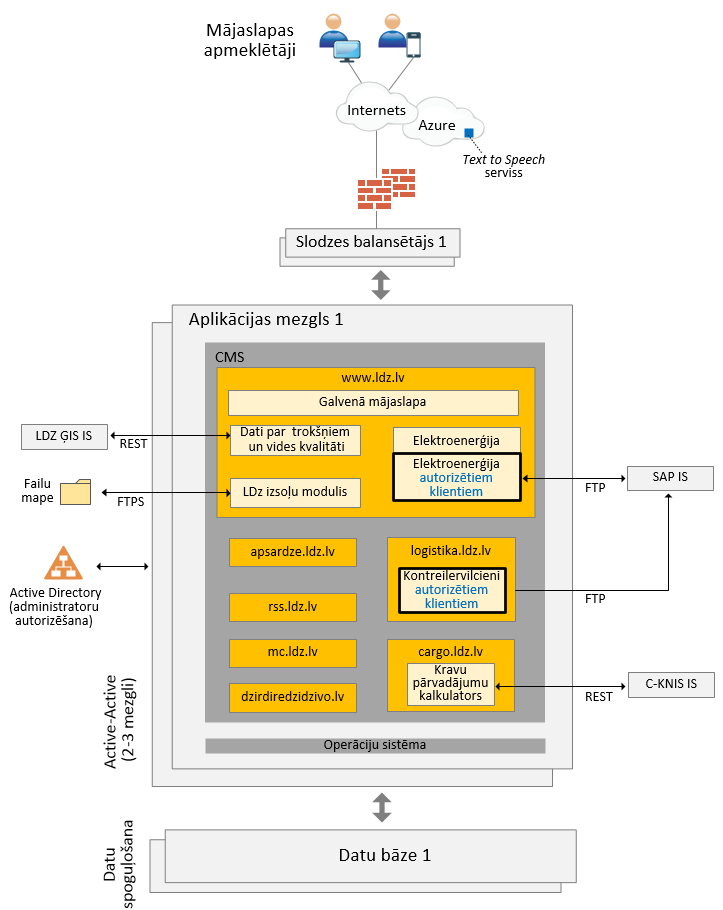 Mājaslapas
apmeklētāji
Internets
Azure
Text to Speech
serviss
Slodzes balansētājs 1
Aplikācijas mezgls 1
CMS
www.ldz.lv
Galvenā mājaslapa
Dati par trokšņiem
un vides kvalitāti
Elektroenerģija
Elektroenerģija
autorizētiem
klientiem
LDz izsoļu modulis
LDZ ĢIS IS
REST
Failu
mape
FTPS
FTP
SAP IS
Active Directory
(administratoru
autorizēšana)
apsardze.ldz.lv
logistika.ldz.lv
Kontreilervilcieni
autorizētiem
klientiem
FTP
rss.ldz.lv
mc.ldz.lv
cargo.ldz.lv
Kravu
pārvadājumu
kalkulators
REST
C-KNIS IS
dzirdiredzidzivo.lv
Active-Active
(2-3 mezgli)
Operāciju sistēma
Datu
spoguļošana
Datu bāze 1